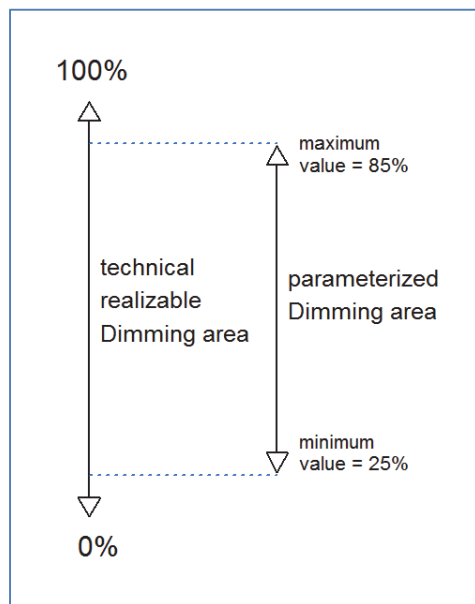 100%
maximum
value = 85%
technical
realizable
Dimming area
parameterized
Dimming area
minimum
value = 25%
0%